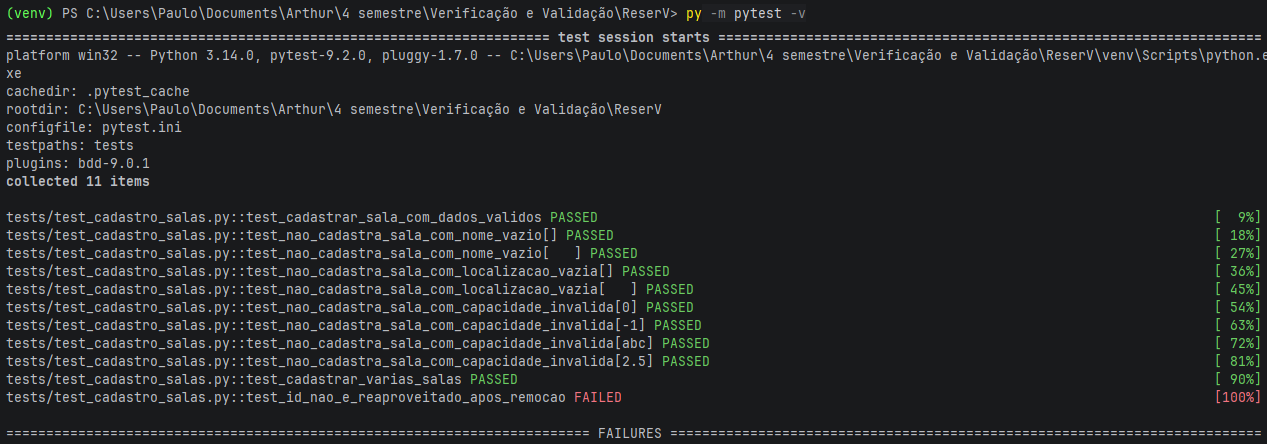 (venv) PS C:\Users\Paulo\Documents\Arthur\4 semestre\Verificação e Validação\ReserV> py -m pytest -v
==================================================================== test session starts ====================================================================
platform win32 -- Python 3.14.0, pytest-9.2.0, pluggy-1.7.0 -- C:\Users\Paulo\Documents\Arthur\4 semestre\Verificação e Validação\ReserV\venv\Scripts\python.e
xe
cachedir: .pytest_cache
rootdir: C:\Users\Paulo\Documents\Arthur\4 semestre\Verificação e Validação\ReserV
configfile: pytest.ini
testpaths: tests
plugins: bdd-9.0.1
collected 11 items
tests/test_cadastro_salas.py::test_cadastrar_sala_com_dados_validos PASSED [  9%]
tests/test_cadastro_salas.py::test_nao_cadastra_sala_com_nome_vazio[] PASSED [ 18%]
tests/test_cadastro_salas.py::test_nao_cadastra_sala_com_nome_vazio[   ] PASSED [ 27%]
tests/test_cadastro_salas.py::test_nao_cadastra_sala_com_localizacao_vazia[] PASSED [ 36%]
tests/test_cadastro_salas.py::test_nao_cadastra_sala_com_localizacao_vazia[   ] PASSED [ 45%]
tests/test_cadastro_salas.py::test_nao_cadastra_sala_com_capacidade_invalida[0] PASSED [ 54%]
tests/test_cadastro_salas.py::test_nao_cadastra_sala_com_capacidade_invalida[-1] PASSED [ 63%]
tests/test_cadastro_salas.py::test_nao_cadastra_sala_com_capacidade_invalida[abc] PASSED [ 72%]
tests/test_cadastro_salas.py::test_nao_cadastra_sala_com_capacidade_invalida[2.5] PASSED [ 81%]
tests/test_cadastro_salas.py::test_cadastrar_varias_salas PASSED [ 90%]
tests/test_cadastro_salas.py::test_id_nao_e_reaproveitado_apos_remocao FAILED [100%]
========================================================================= FAILURES ==========================================================================